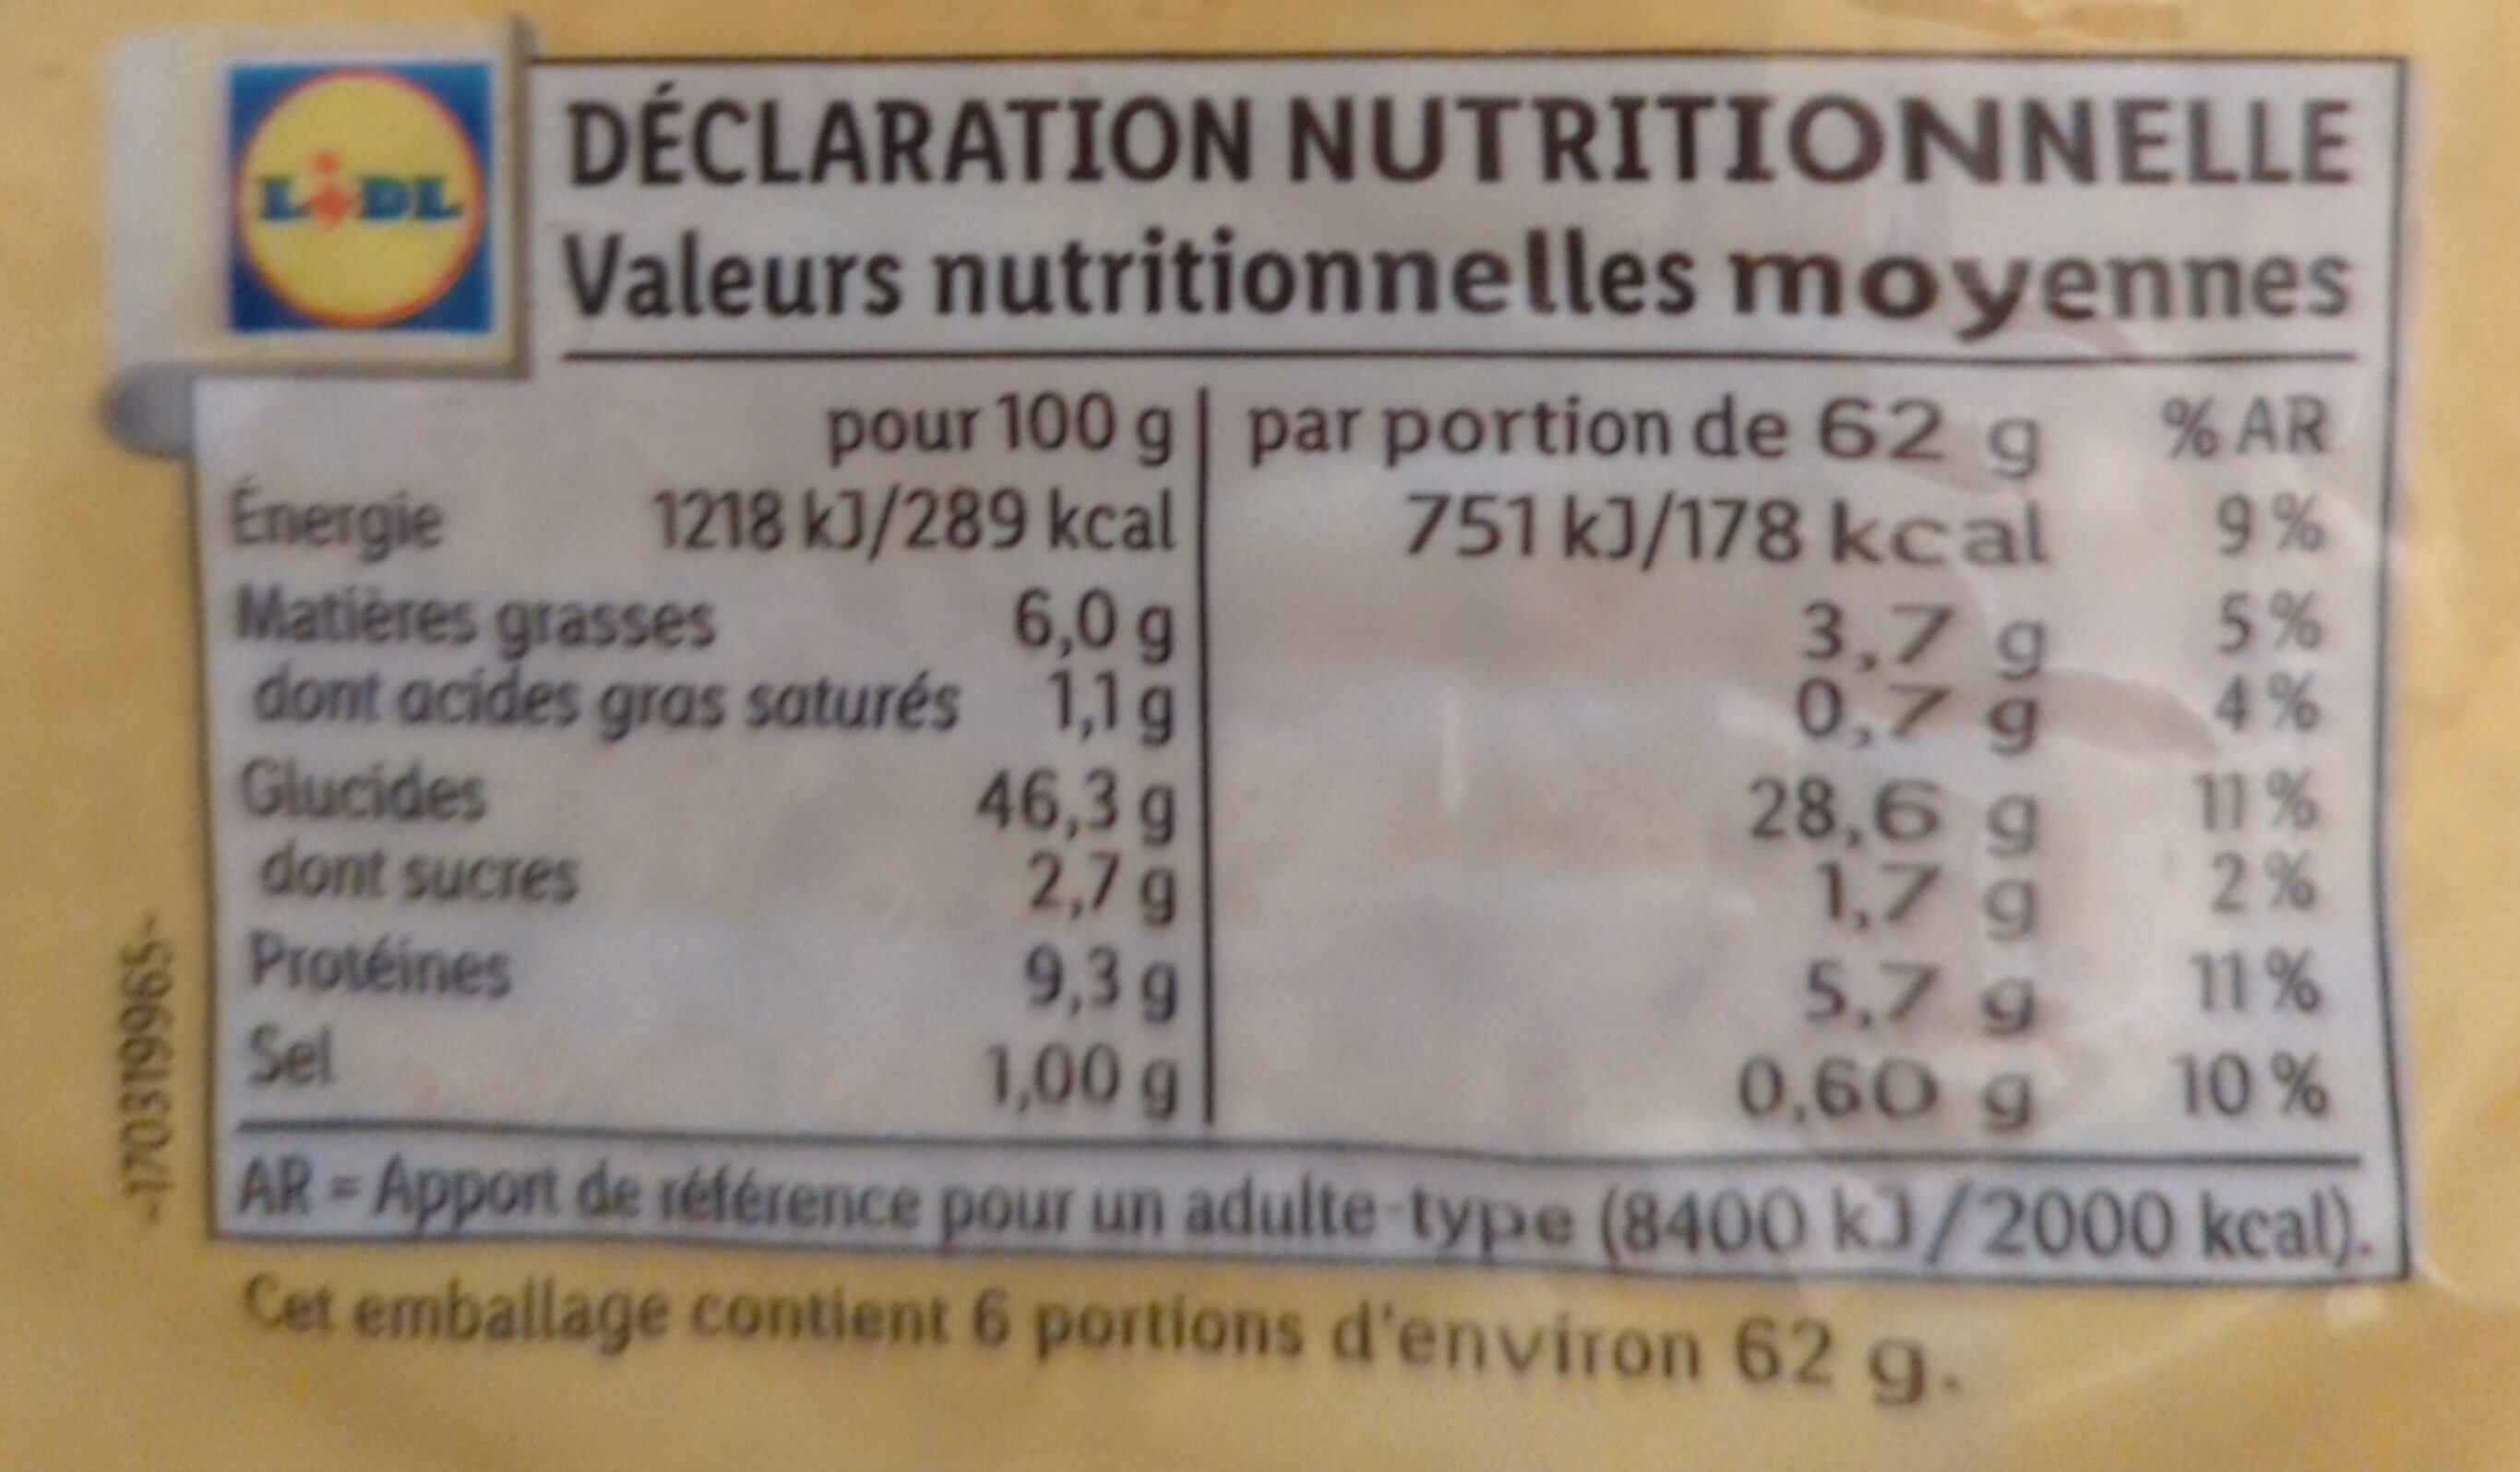 LiDL
DÉCLARATION NUTRITIONNELLE
Valeurs nutritionnelles moyennes
pour 100 g par portion de 62 g % AR
Énergie 1218 kJ/289 kcal 751 kJ/178 kcal 9 %
Matières grasses 6,0 g 3,7 g 5 %
dont acides gras saturés 1,1 g 0,7 g 4 %
Glucides 46,3 g 28,6 g 11 %
dont sucres 2,7 g 1,7 g 2 %
Protéines 9,3 g 5,7 g 11 %
Sel 1,00 g 0,60 g 10 %
AR = Apport de référence pour un adulte-type (8400 kJ/2000 kcal).
Cet emballage contient 6 portions d'environ 62 g.
-170319965-